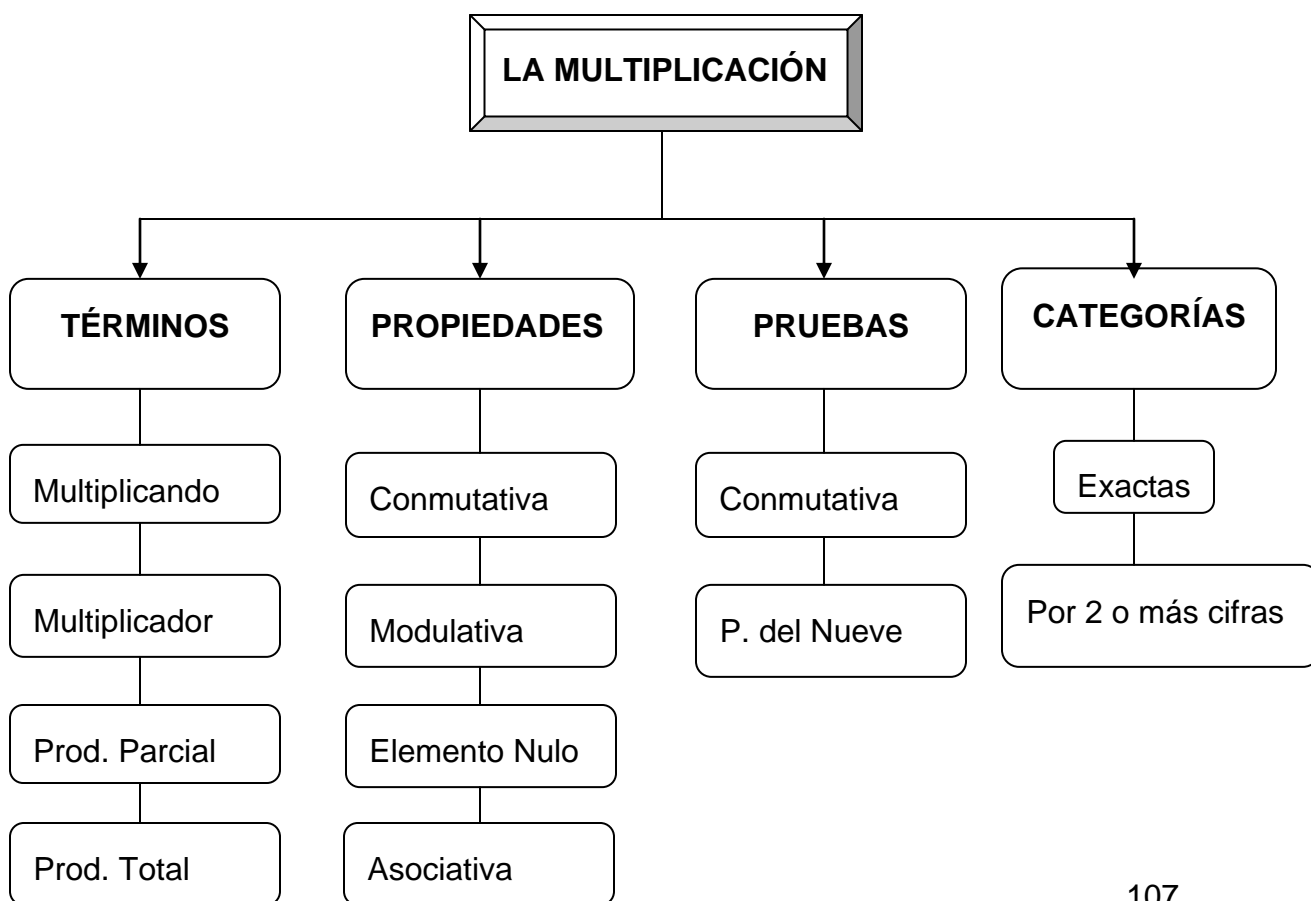 LA MULTIPLICACIÓN
TÉRMINOS
Multiplicando
Multiplicador
Prod. Parcial
Prod. Total
PROPIEDADES
Conmutativa
Modulativa
Elemento Nulo
Asociativa
PRUEBAS
Conmutativa
P. del Nueve
CATEGORÍAS
Exactas
Por 2 o más cifras
107